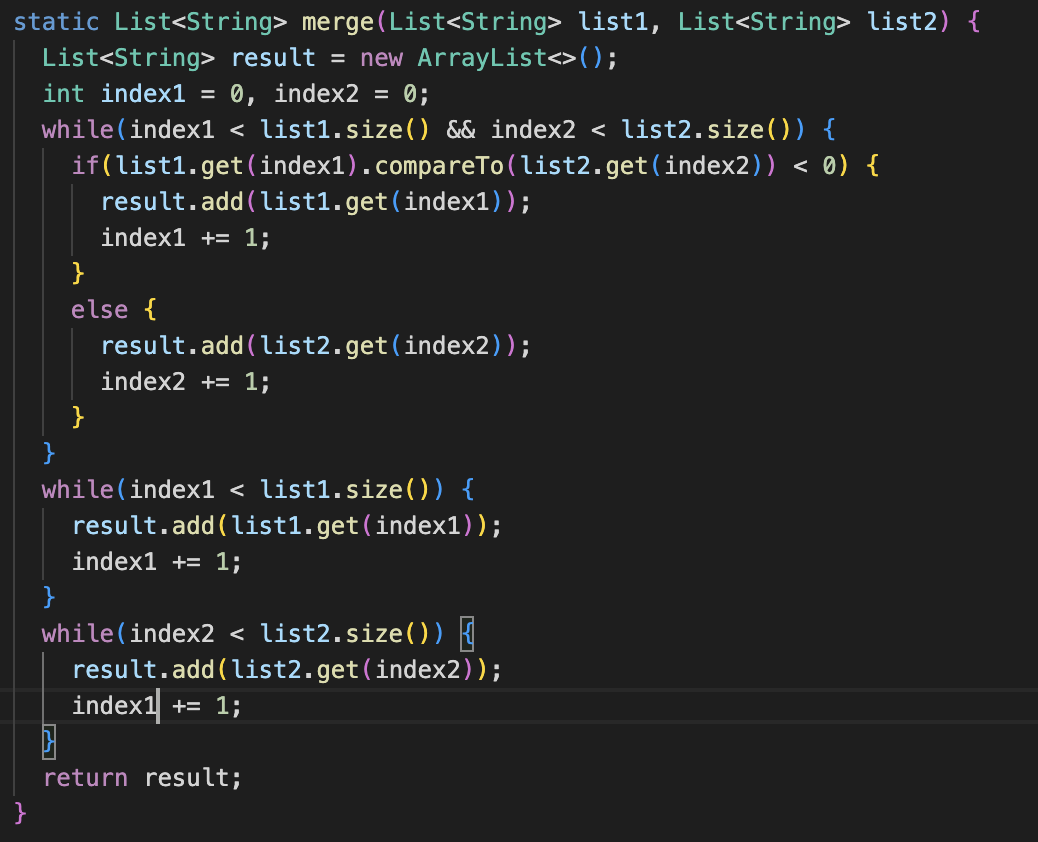 static List<String> merge(List<String> list1, List<String> list2) {
List<String> result = new ArrayList<>();
int index1 = 0, index2 = 0;
while(index1 < list1.size() && index2 < list2.size()) {
if(list1.get(index1).compareTo(list2.get(index2)) < 0) {
result.add(list1.get(index1));
index1 += 1;
}
else {
result.add(list2.get(index2));
index2 += 1;
}
}
while(index1 < list1.size()) {
result.add(list1.get(index1));
index1 += 1;
}
while(index2 < list2.size()) {
result.add(list2.get(index2));
index1 += 1;
}
return result;
}